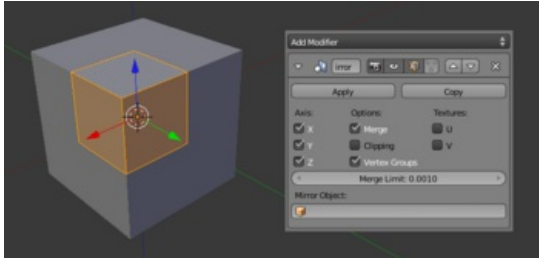 Add Modifier
irror
Apply Copy
Axis: Options: Textures:
X Merge U
Y Clipping V
Z Vertex Groups
Merge Limit: 0.0010
Mirror Object: